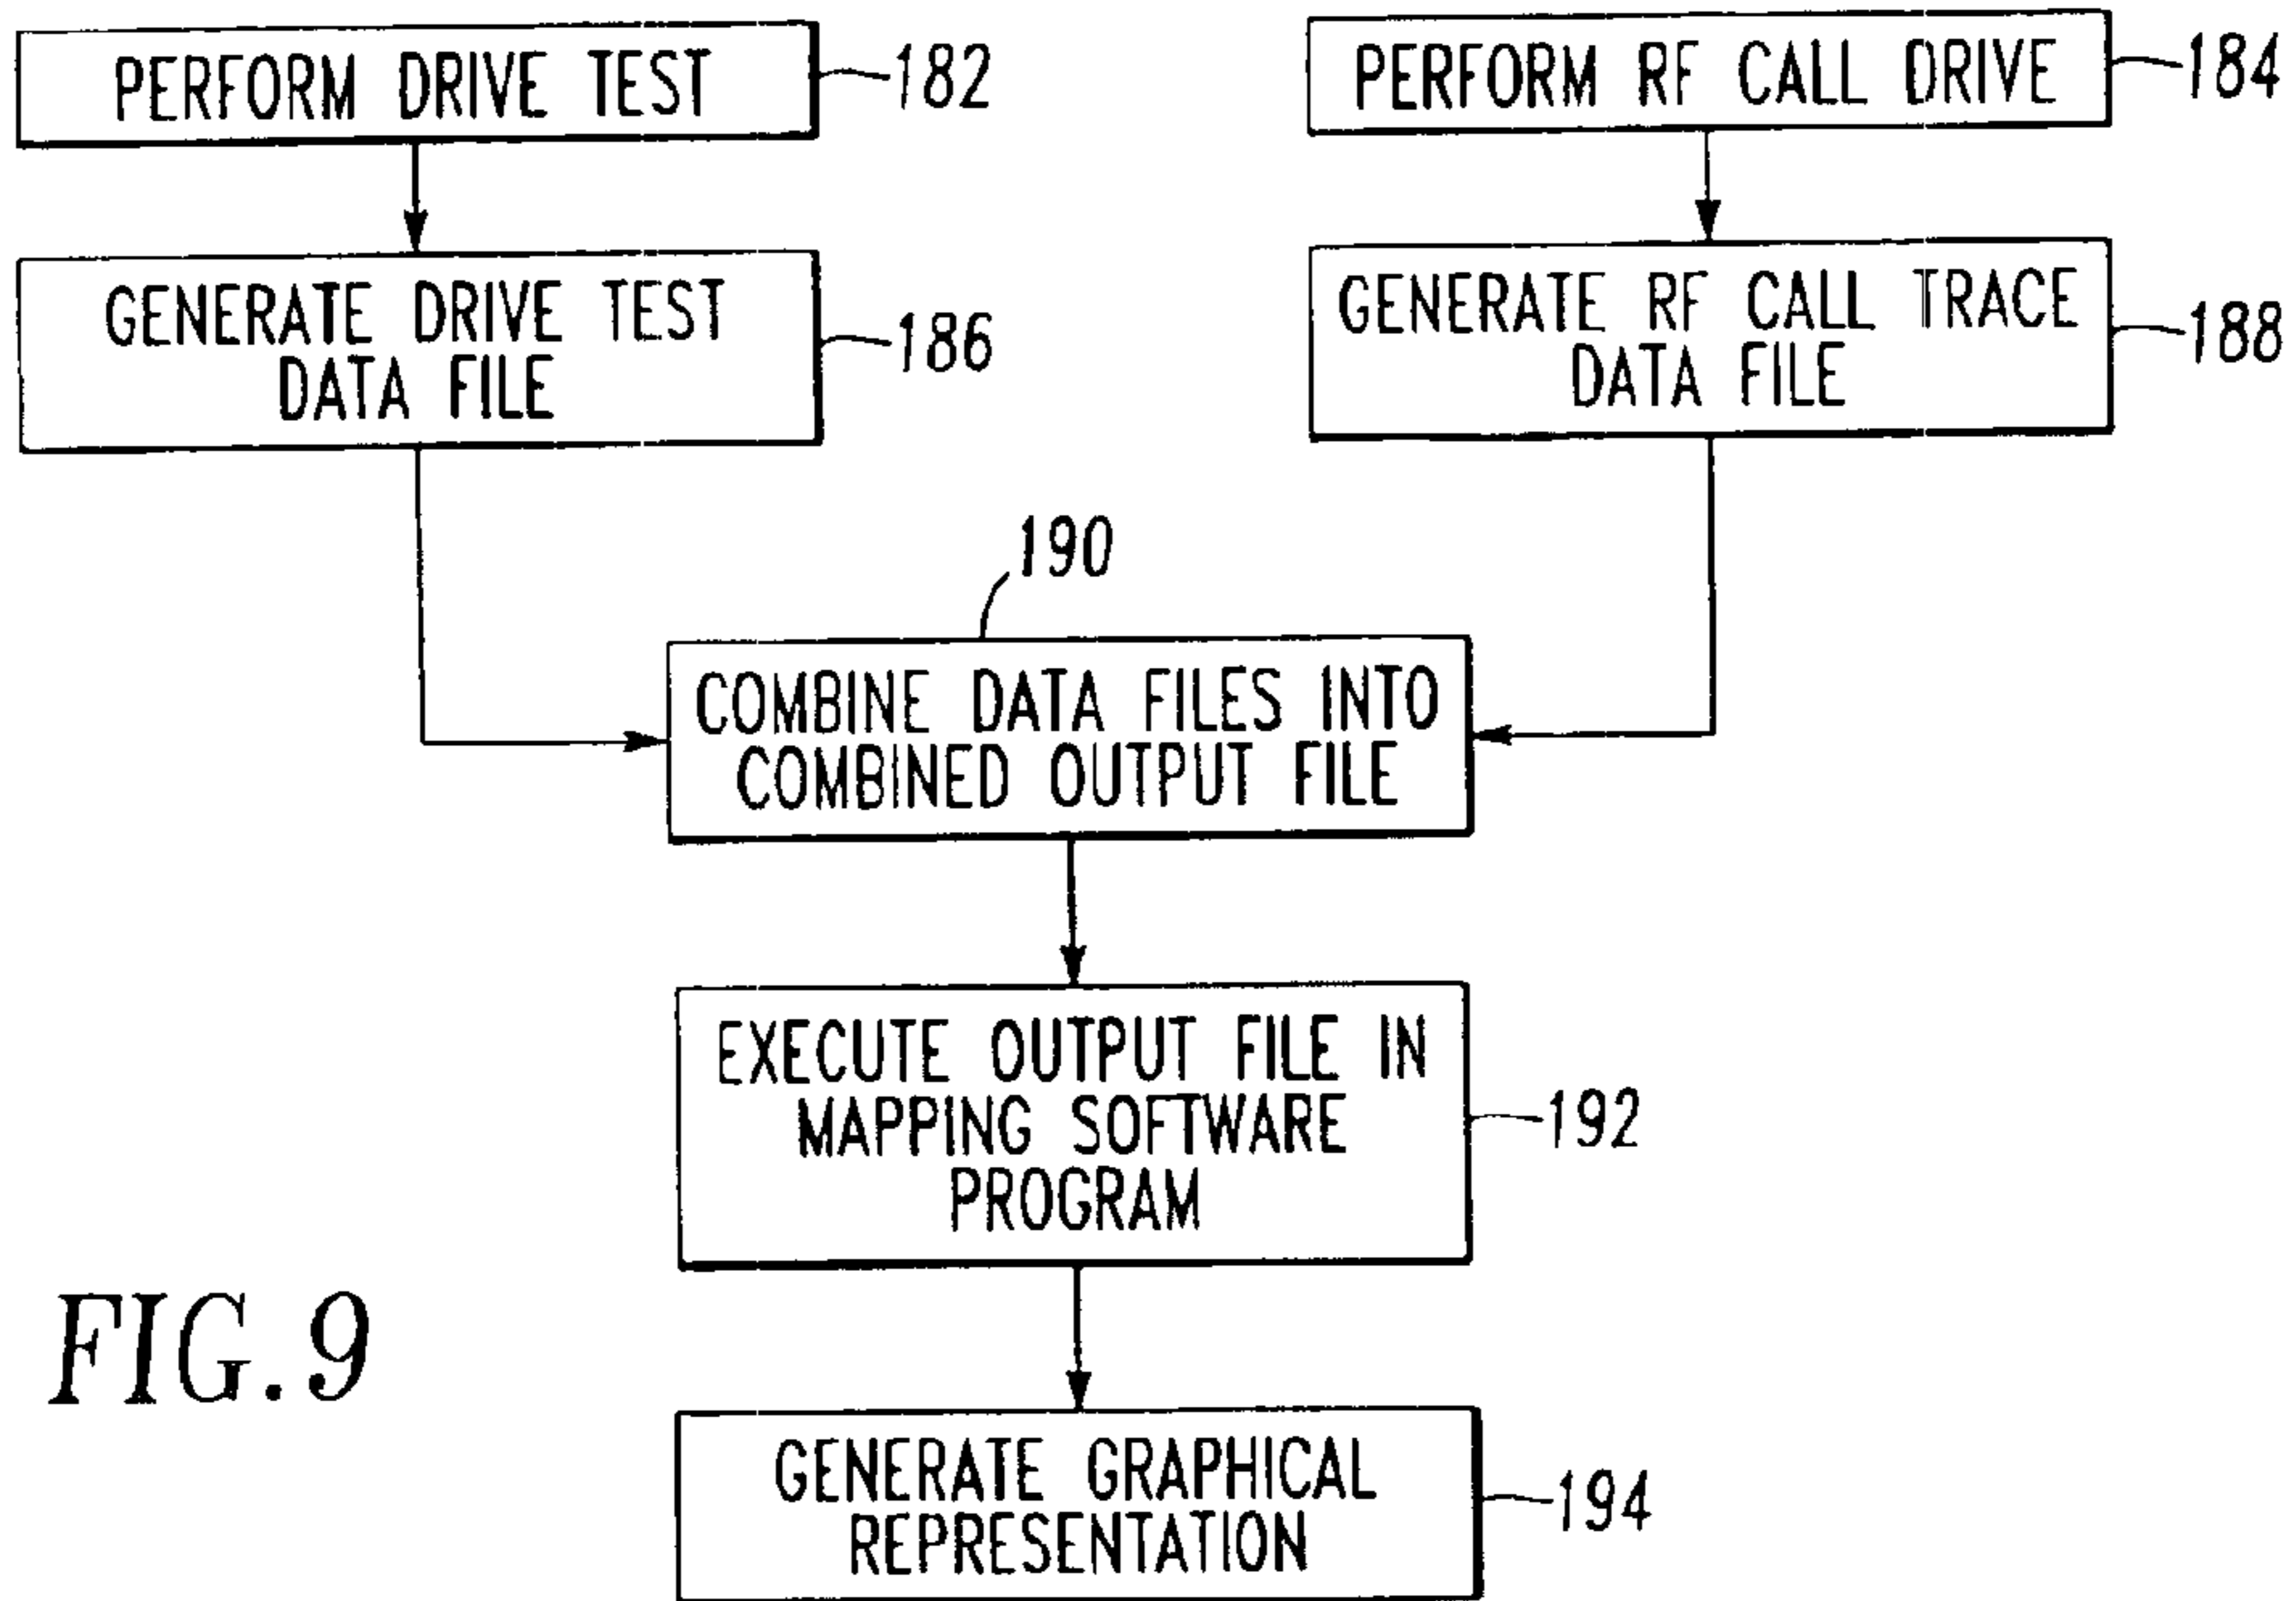 PERFORM DRIVE TEST
182
PERFORM RF CALL DRIVE
184
GENERATE DRIVE TEST
DATA FILE
186
GENERATE RF CALL TRACE
DATA FILE
188
190
COMBINE DATA FILES INTO
COMBINED OUTPUT FILE
EXECUTE OUTPUT FILE IN
MAPPING SOFTWARE
PROGRAM
192
FIG. 9
GENERATE GRAPHICAL
REPRESENTATION
194